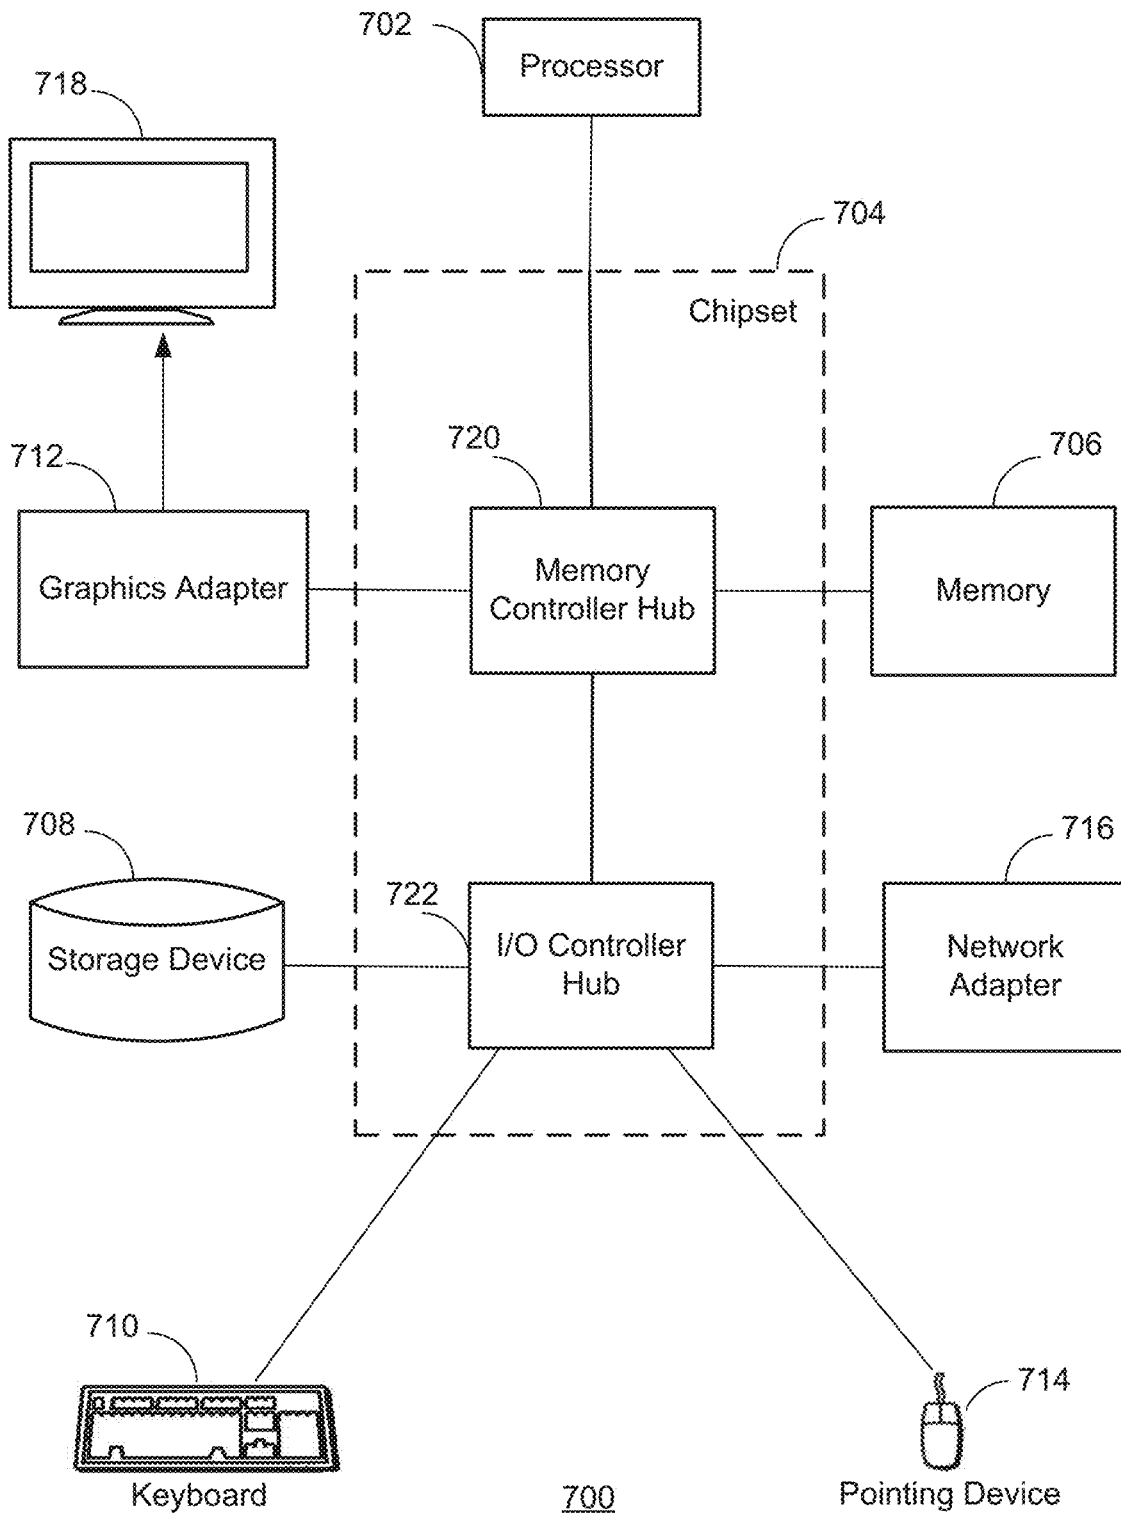 702
Processor
718
704
Chipset
720
706
712
Memory
Controller Hub
Graphics Adapter
Memory
708
716
722
I/O Controller
Hub
Storage Device
Network
Adapter
710
714
Keyboard
700
Pointing Device